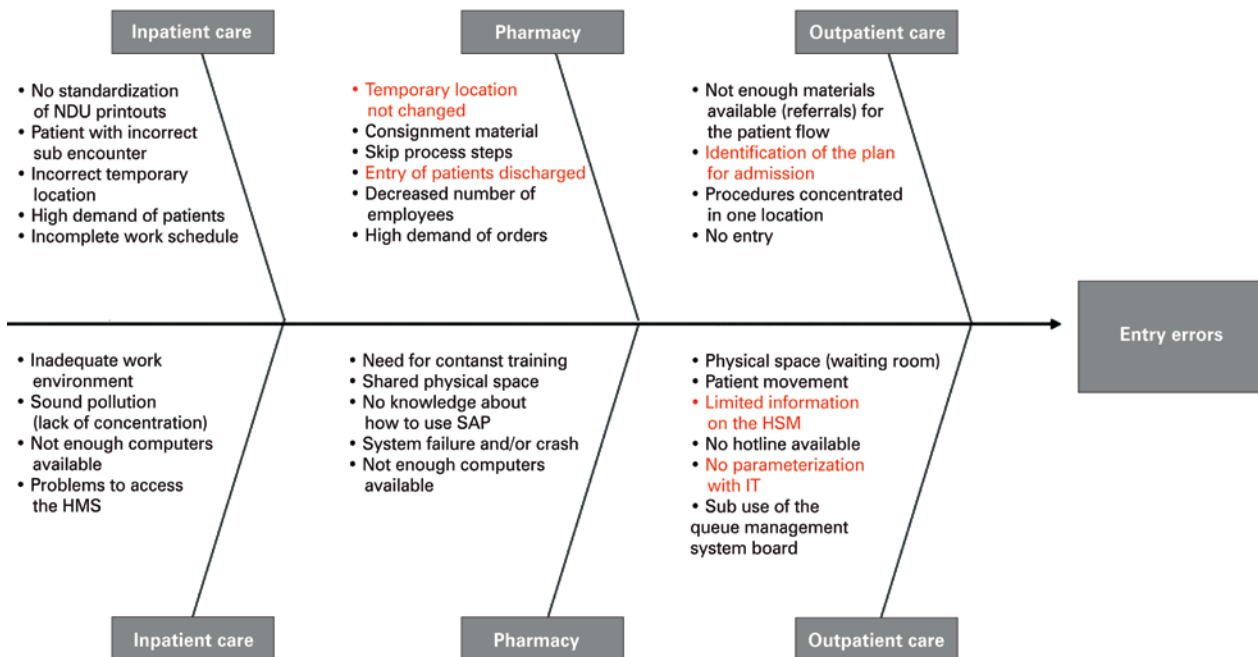 Inpatient care
Pharmacy
Outpatient care
• No standardization
of NDU printouts
• Patient with incorrect
sub encounter
• Incorrect temporary
location
• High demand of patients
• Incomplete work schedule
• Temporary location
not changed
• Consignment material
• Skip process steps
• Entry of patients discharged
• Decreased number of
employees
• High demand of orders
• Not enough materials
available (referrals) for
the patient flow
• Identification of the plan
for admission
• Procedures concentrated
in one location
• No entry
Entry errors
• Inadequate work
environment
• Sound pollution
(lack of concentration)
• Not enough computers
available
• Problems to access
the HMS
• Need for contanst training
• Shared physical space
• No knowledge about
how to use SAP
• System failure and/or crash
• Not enough computers
available
• Physical space (waiting room)
• Patient movement
• Limited information
on the HSM
• No hotline available
• No parameterization
with IT
• Sub use of the
queue management
system board
Inpatient care
Pharmacy
Outpatient care